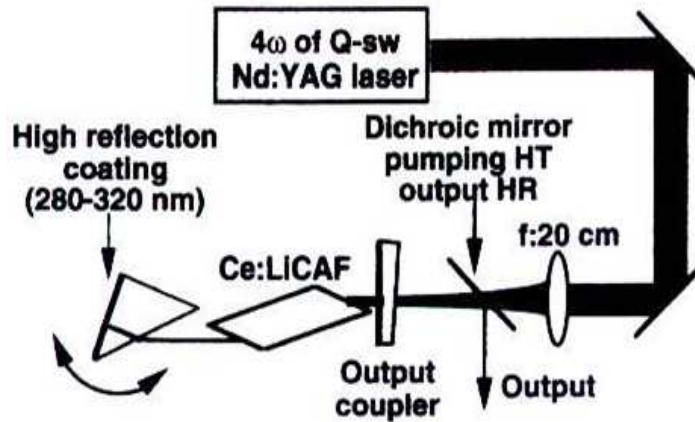 4ω of Q-sw
Nd:YAG laser
High reflection
coating
(280-320 nm)
Dichroic mirror
pumping HT
output HR
f:20 cm
Ce:LiCAF
Output
coupler
Output